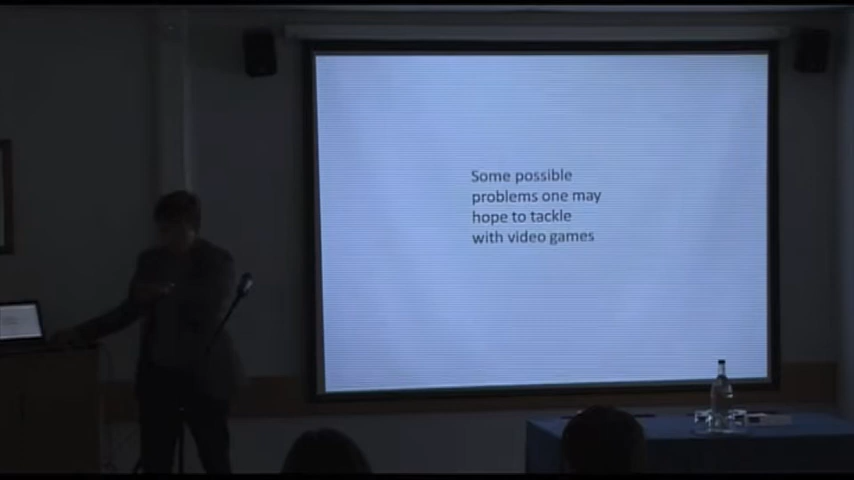 Some possible
problems one may
hope to tackle
with video games